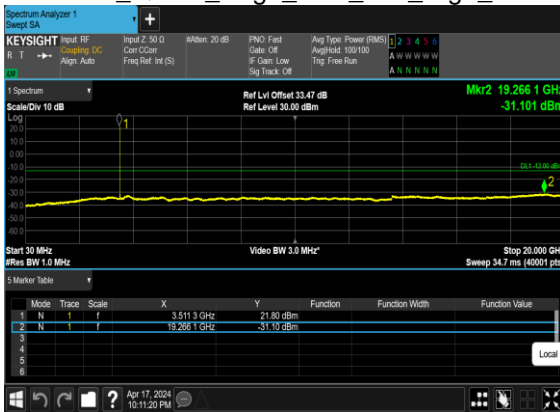 Spectrum Analyzer 1
Swept SA
+
KEYSIGHT Input: RF Input Z: 50 Ω #Atten: 20 dB PNO: Fast Avg Type: Power (RMS) 1 2 3 4 5 6
R T Coupling: DC Corr CCorr Gate: Off Avg|Hold: 100/100 A W W W W W
Align: Auto Freq Ref: Int (S) IF Gain: Low Trig: Free Run
LXI Sig Track: Off A N N N N N
1 Spectrum
Ref Lvl Offset 33.47 dB Mkr2 19.266 1 GHz
Scale/Div 10 dB Ref Level 30.00 dBm -31.101 dBm
Log
20.0
10.0
0.00
-10.0
-20.0
-30.0
-40.0
-50.0
-60.0
1
DL1 -13.00 dB
2
Start 30 MHz Video BW 3.0 MHz* Stop 20.000 GH
#Res BW 1.0 MHz Sweep 34.7 ms (40001 pts
5 Marker Table
Mode Trace Scale X Y Function Function Width Function Value
1 N 1 f 3.511 3 GHz 21.80 dBm
2 N 1 f 19.266 1 GHz -31.10 dBm
3
4
5
6
Local
? Apr 17, 2024
10:11:20 PM